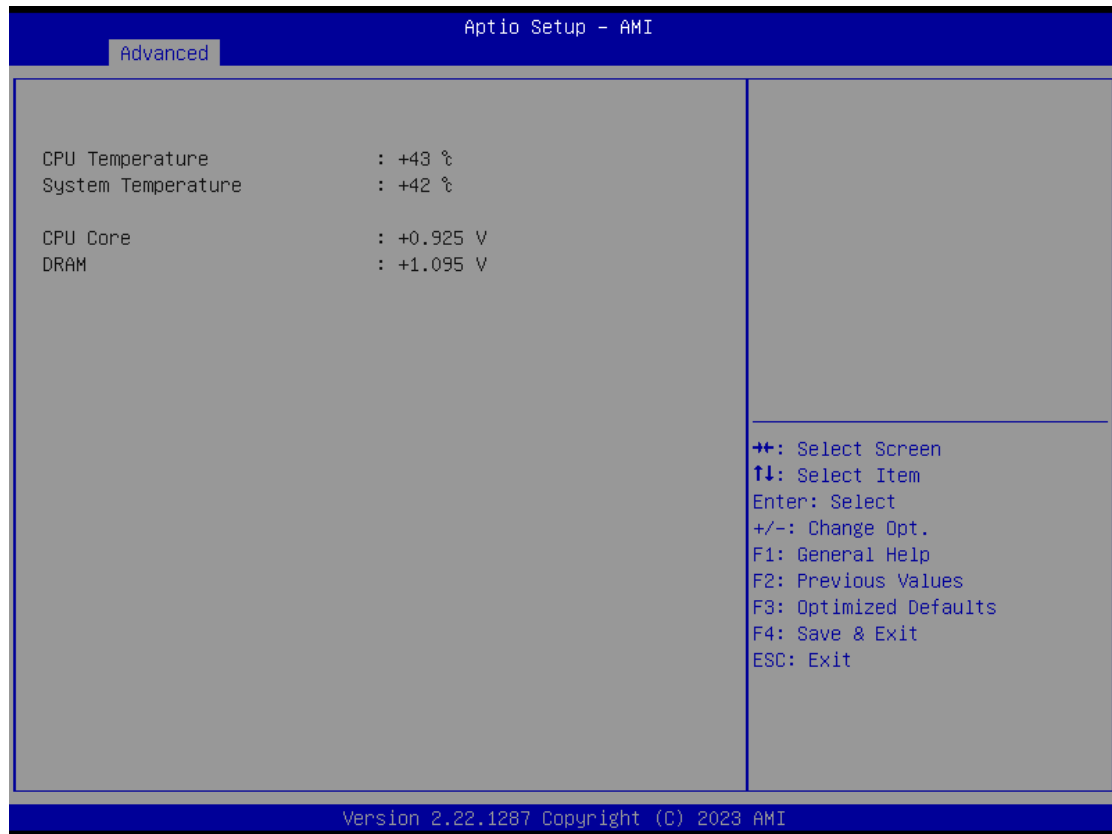 Aptio Setup – AMI
Advanced
CPU Temperature : +43 ℃
System Temperature : +42 ℃
CPU Core : +0.925 V
DRAM : +1.095 V
→←: Select Screen
↑↓: Select Item
Enter: Select
+/-: Change Opt.
F1: General Help
F2: Previous Values
F3: Optimized Defaults
F4: Save & Exit
ESC: Exit
Version 2.22.1287 Copyright (C) 2023 AMI